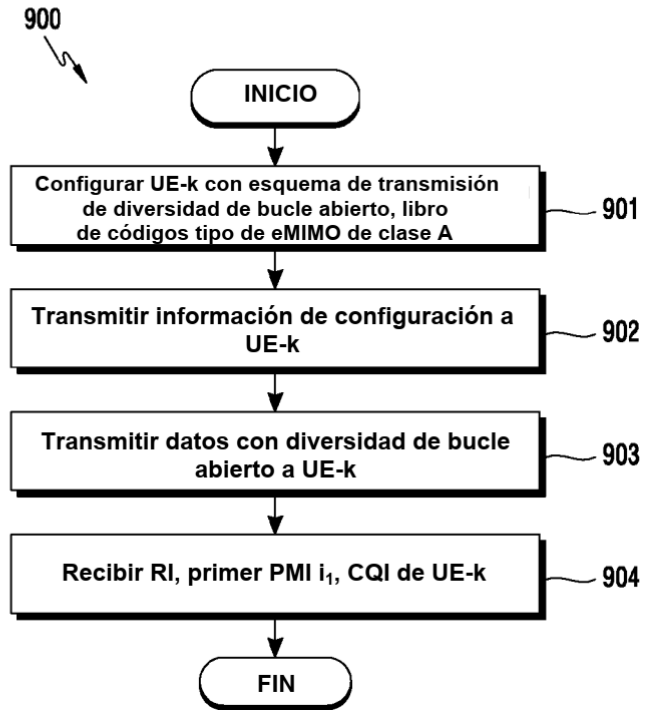 900
INICIO
Configurar UE-k con esquema de transmisión
de diversidad de bucle abierto, libro
de códigos tipo de eMIMO de clase A
901
Transmitir información de configuración a
UE-k
902
Transmitir datos con diversidad de bucle
abierto a UE-k
903
Recibir RI, primer PMI i₁, CQI de UE-k
904
FIN